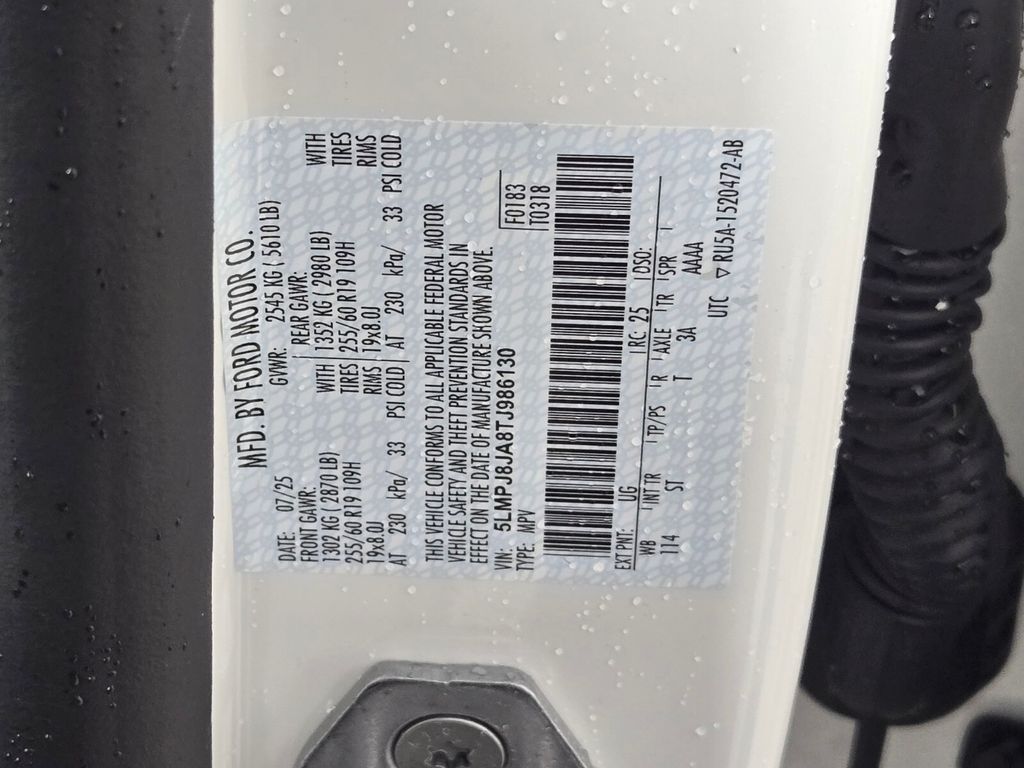 MFD. BY FORD MOTOR CO.
DATE: 07/25 GVWR: 2545 KG ( 5610 LB)
FRONT GAWR: REAR GAWR:
1302 KG ( 2870 LB) WITH 1352 KG ( 2980 LB) WITH
255/60 R19 109H TIRES 255/60 R19 109H TIRES
19x8.0J RIMS 19x8.0J RIMS
AT 230 kPa/ 33 PSI COLD AT 230 kPa/ 33 PSI COLD
THIS VEHICLE CONFORMS TO ALL APPLICABLE FEDERAL MOTOR
VEHICLE SAFETY AND THEFT PREVENTION STANDARDS IN
EFFECT ON THE DATE OF MANUFACTURE SHOWN ABOVE.
VIN: 5LMPJ8JA8TJ986130 F0183
TYPE: MPV T0318
EXT PNT: UG RC: 25 DSO:
WB INT TR TP/PS R AXLE TR SPR
114 ST T 3A AAAA
UTC ▽ RU5A-1520472-AB